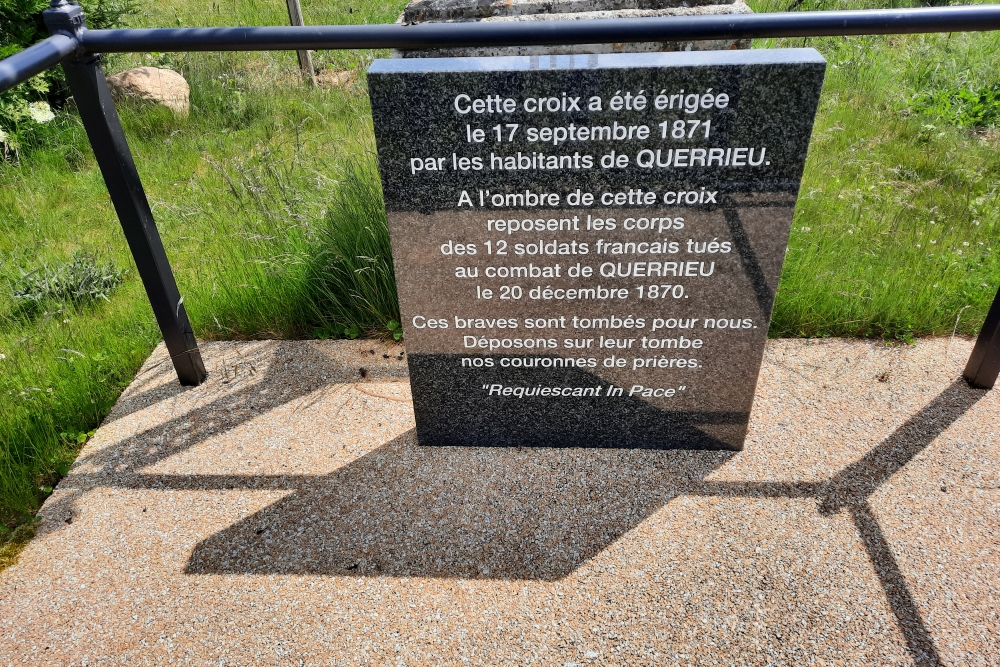 Cette croix a été érigée
le 17 septembre 1871
par les habitants de QUERRIEU.
A l'ombre de cette croix
reposent les corps
des 12 soldats francais tués
au combat de QUERRIEU
le 20 décembre 1870.
Ces braves sont tombés pour nous.
Déposons sur leur tombe
nos couronnes de prières.
"Requiescant In Pace"